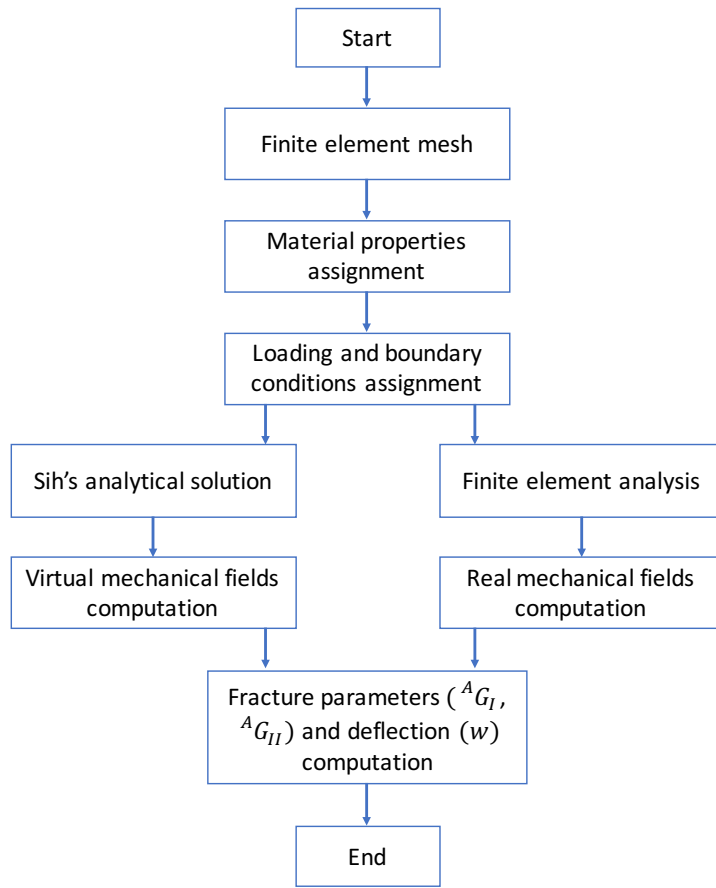 Start
Finite element mesh
Material properties
assignment
Loading and boundary
conditions assignment
Sih’s analytical solution
Finite element analysis
Virtual mechanical fields
computation
Real mechanical fields
computation
Fracture parameters ( ᴬG_I ,
ᴬG_II) and deflection (w)
computation
End